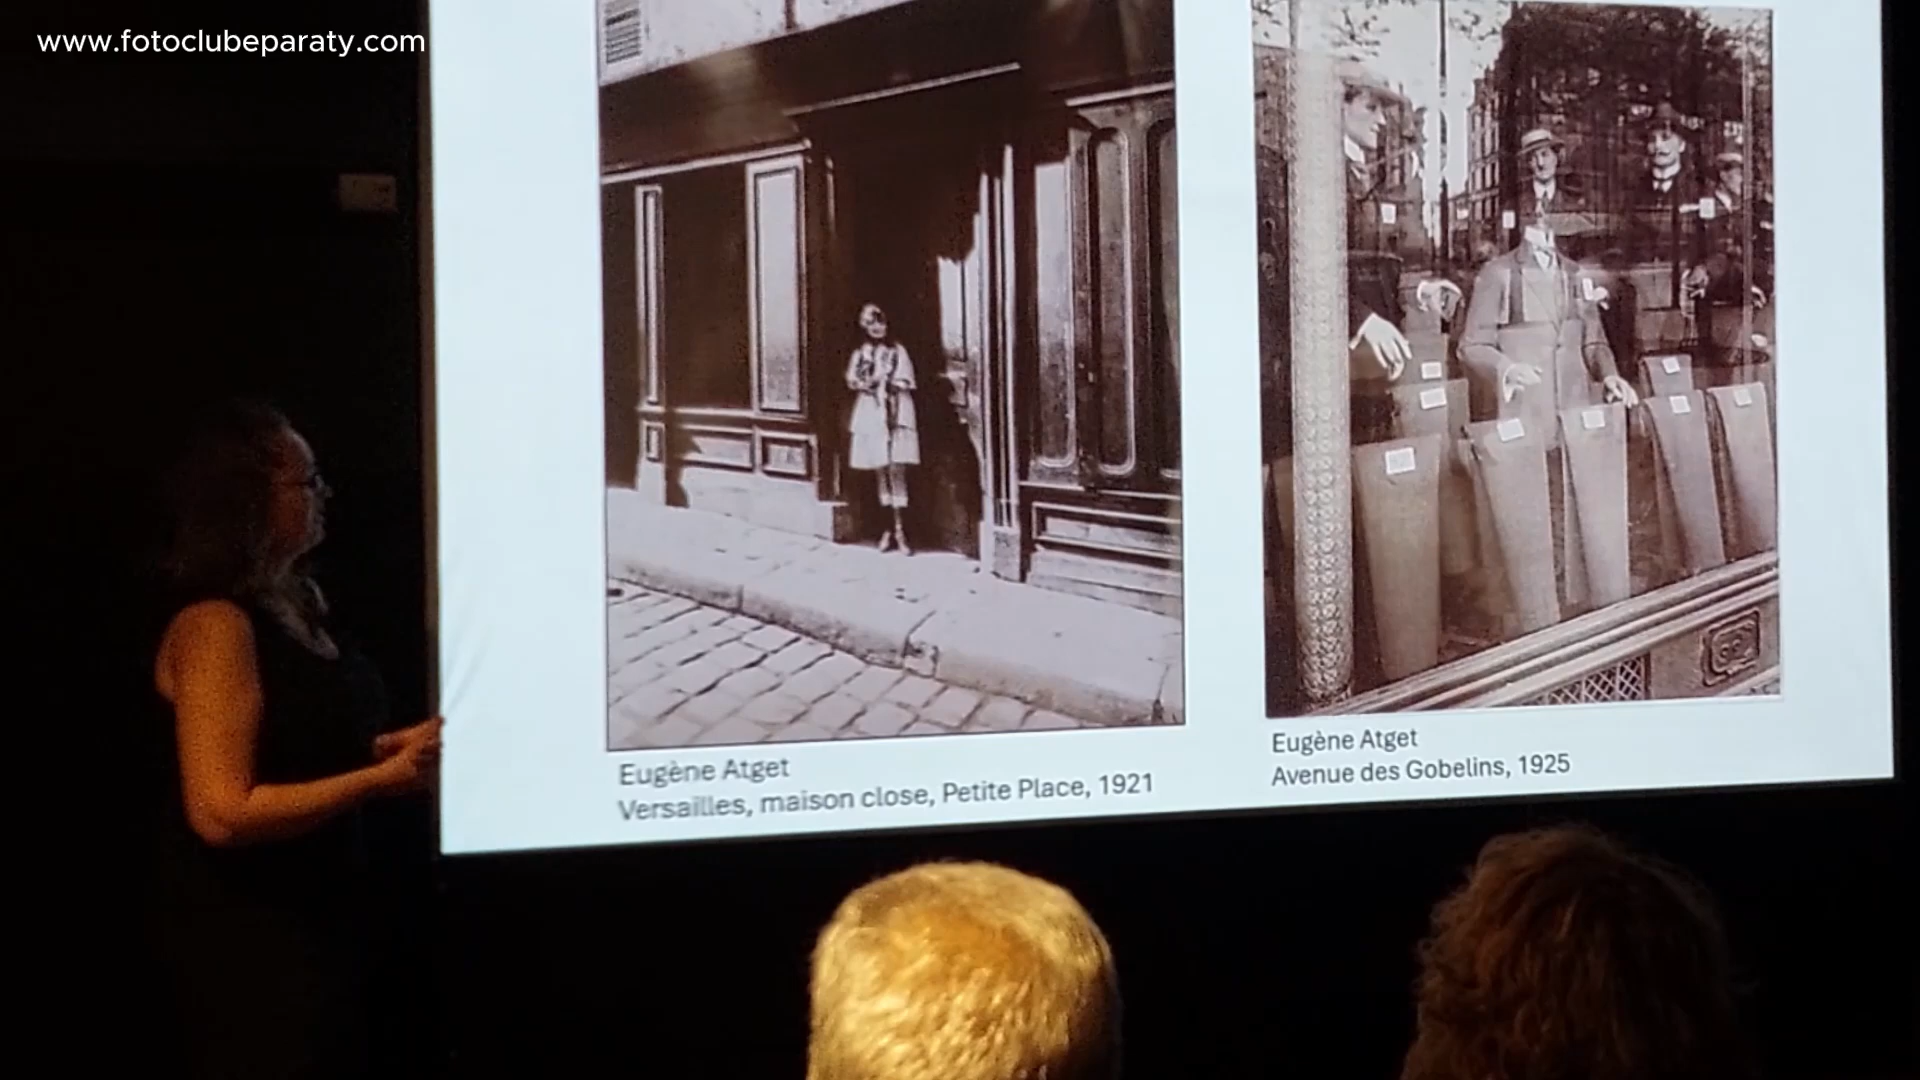 www.fotoclubeparaty.com
Eugène Atget
Versailles, maison close, Petite Place, 1921
Eugène Atget
Avenue des Gobelins, 1925